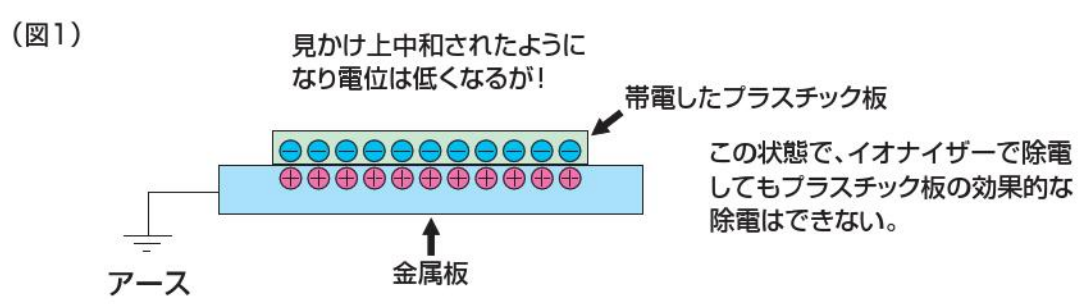 （図1）
見かけ上中和されたように
なり電位は低くなるが！
帯電したプラスチック板
この状態で、イオナイザーで除電
してもプラスチック板の効果的な
除電はできない。
金属板
アース